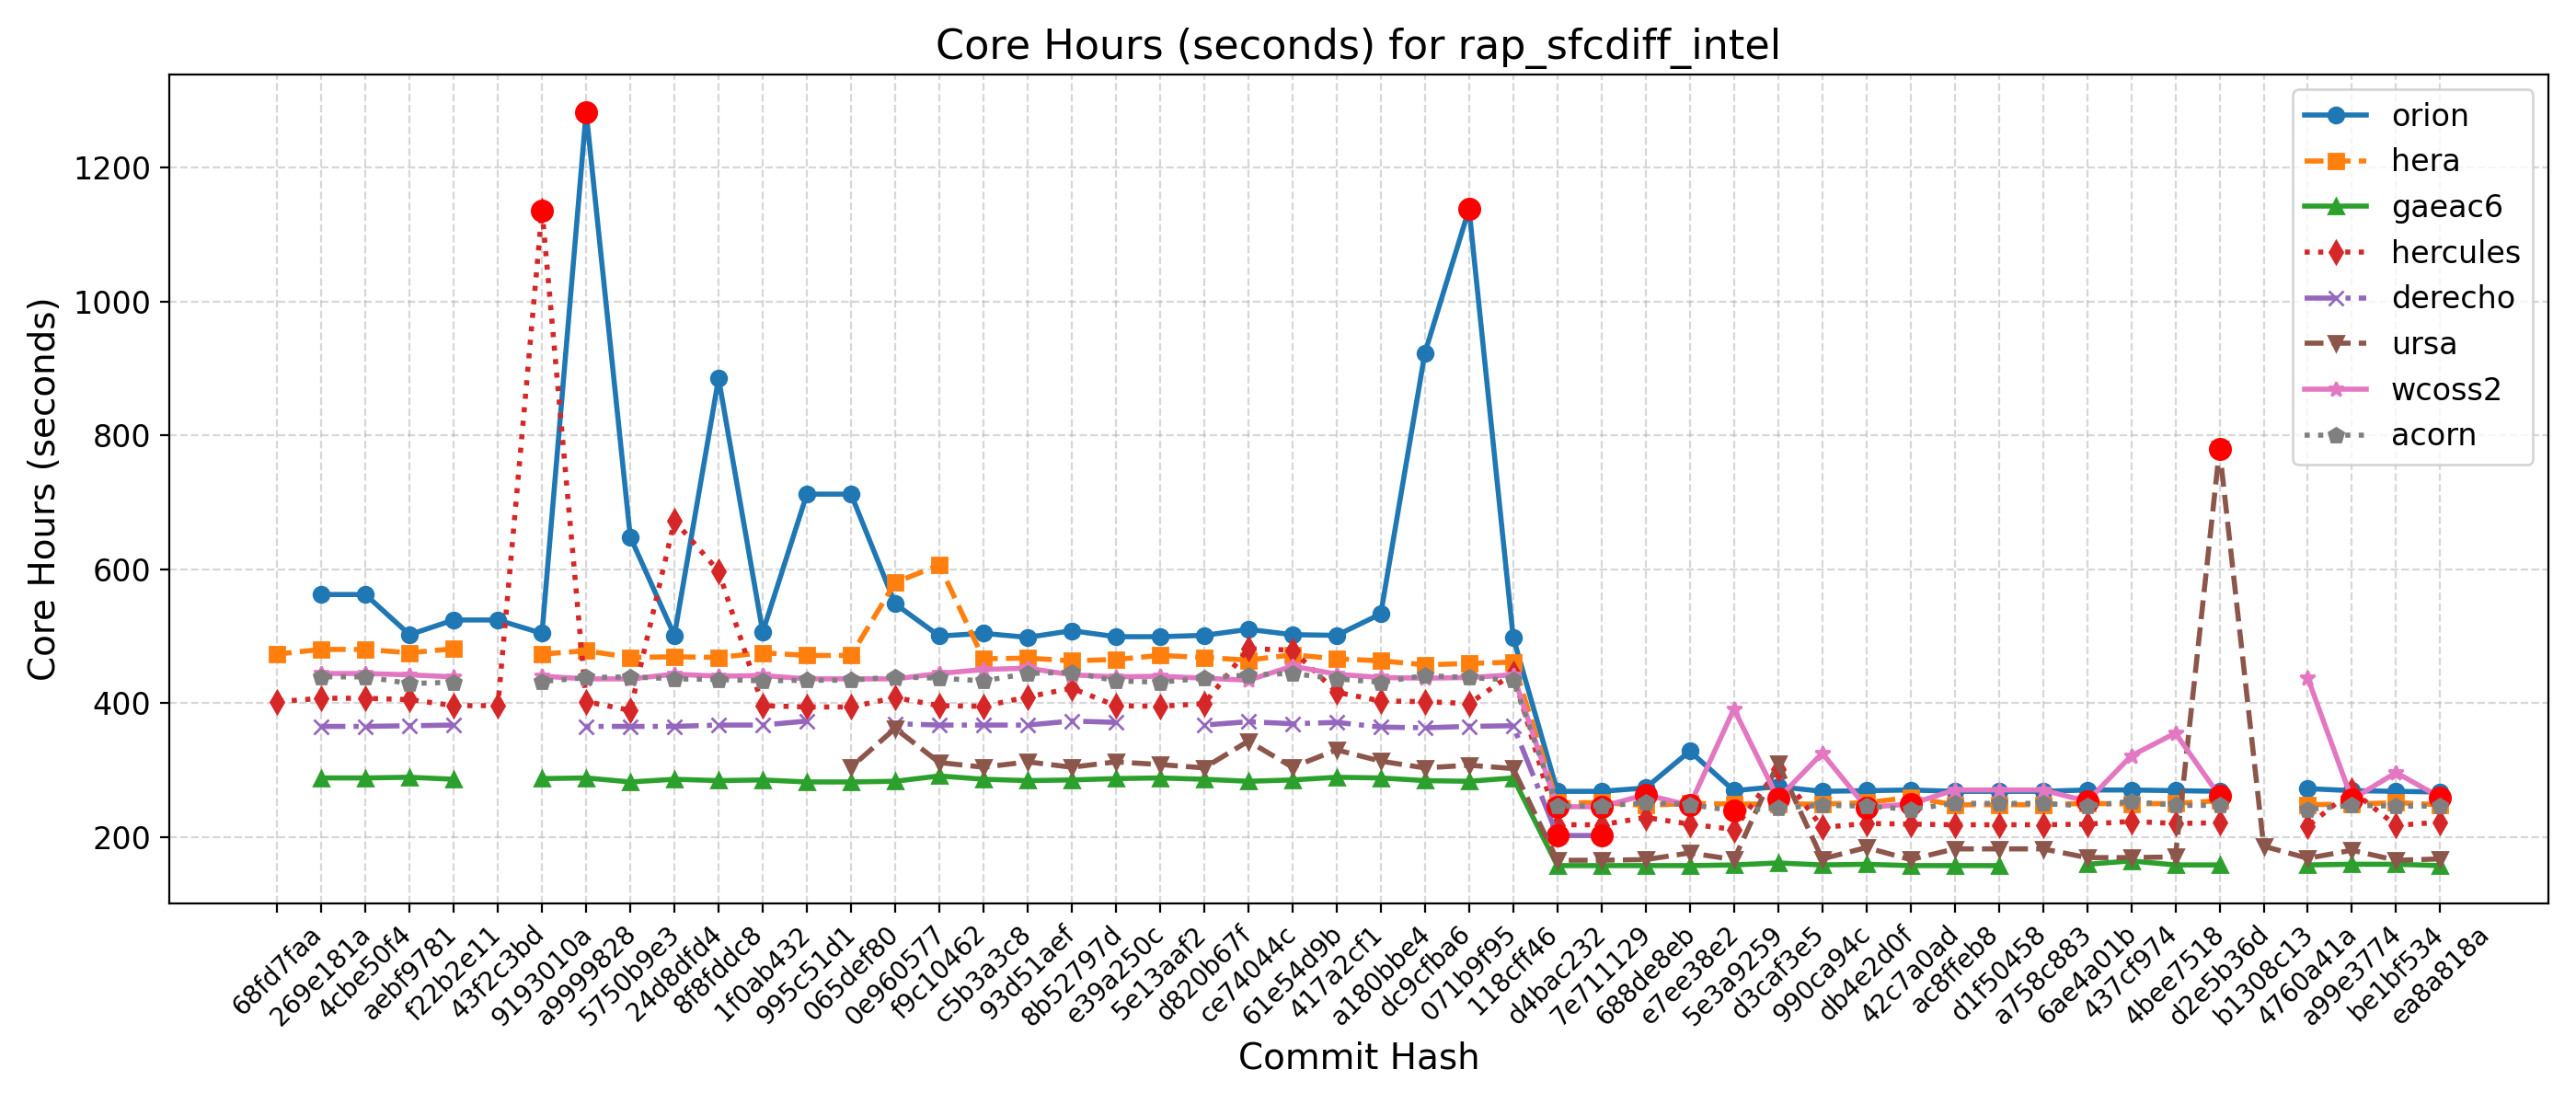 Core Hours (seconds) for rap_sfcdiff_intel
Core Hours (seconds)
1200
1000
800
600
400
200
orion
hera
gaeac6
hercules
derecho
ursa
wcoss2
acorn
68fd7faa
269e181a
4cbe50f4
aebf9781
f22b2e11
43f2c3bd
9193010a
a9999828
5750b9e3
24d8dfd4
8f8fddc8
1f0ab432
995c51d1
065def80
0e960577
f9c10462
c5b3a3c8
93d51aef
8b52797d
e39a250c
5e13aaf2
d820b67f
ce74044c
61e54d9b
417a2cf1
a180bbe4
dc9cfba6
071b9f95
118cff46
d4bac232
7e711129
688de8eb
e7ee38e2
5e3a9259
d3caf3e5
990ca94c
db4e2d0f
42c7a0ad
ac8ffeb8
d1f50458
a758c883
6ae4a01b
437cf974
4bee7518
d2e5b36d
b1308c13
4760a41a
a99e3774
be1bf534
ea8a818a
Commit Hash